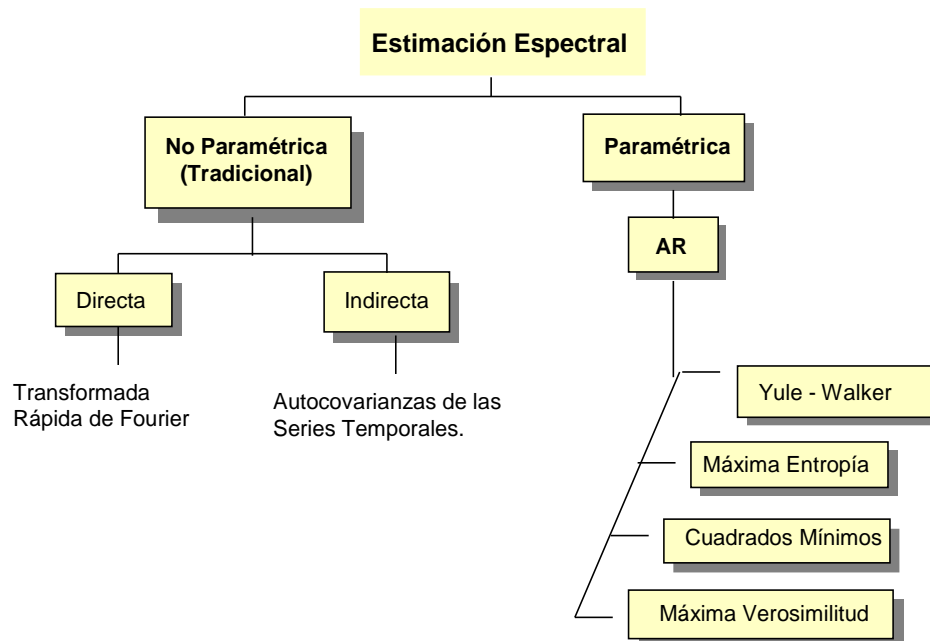 Estimación Espectral
No Paramétrica
(Tradicional)
Paramétrica
AR
Directa
Indirecta
Transformada
Rápida de Fourier
Autocovarianzas de las
Series Temporales.
Yule - Walker
Máxima Entropía
Cuadrados Mínimos
Máxima Verosimilitud